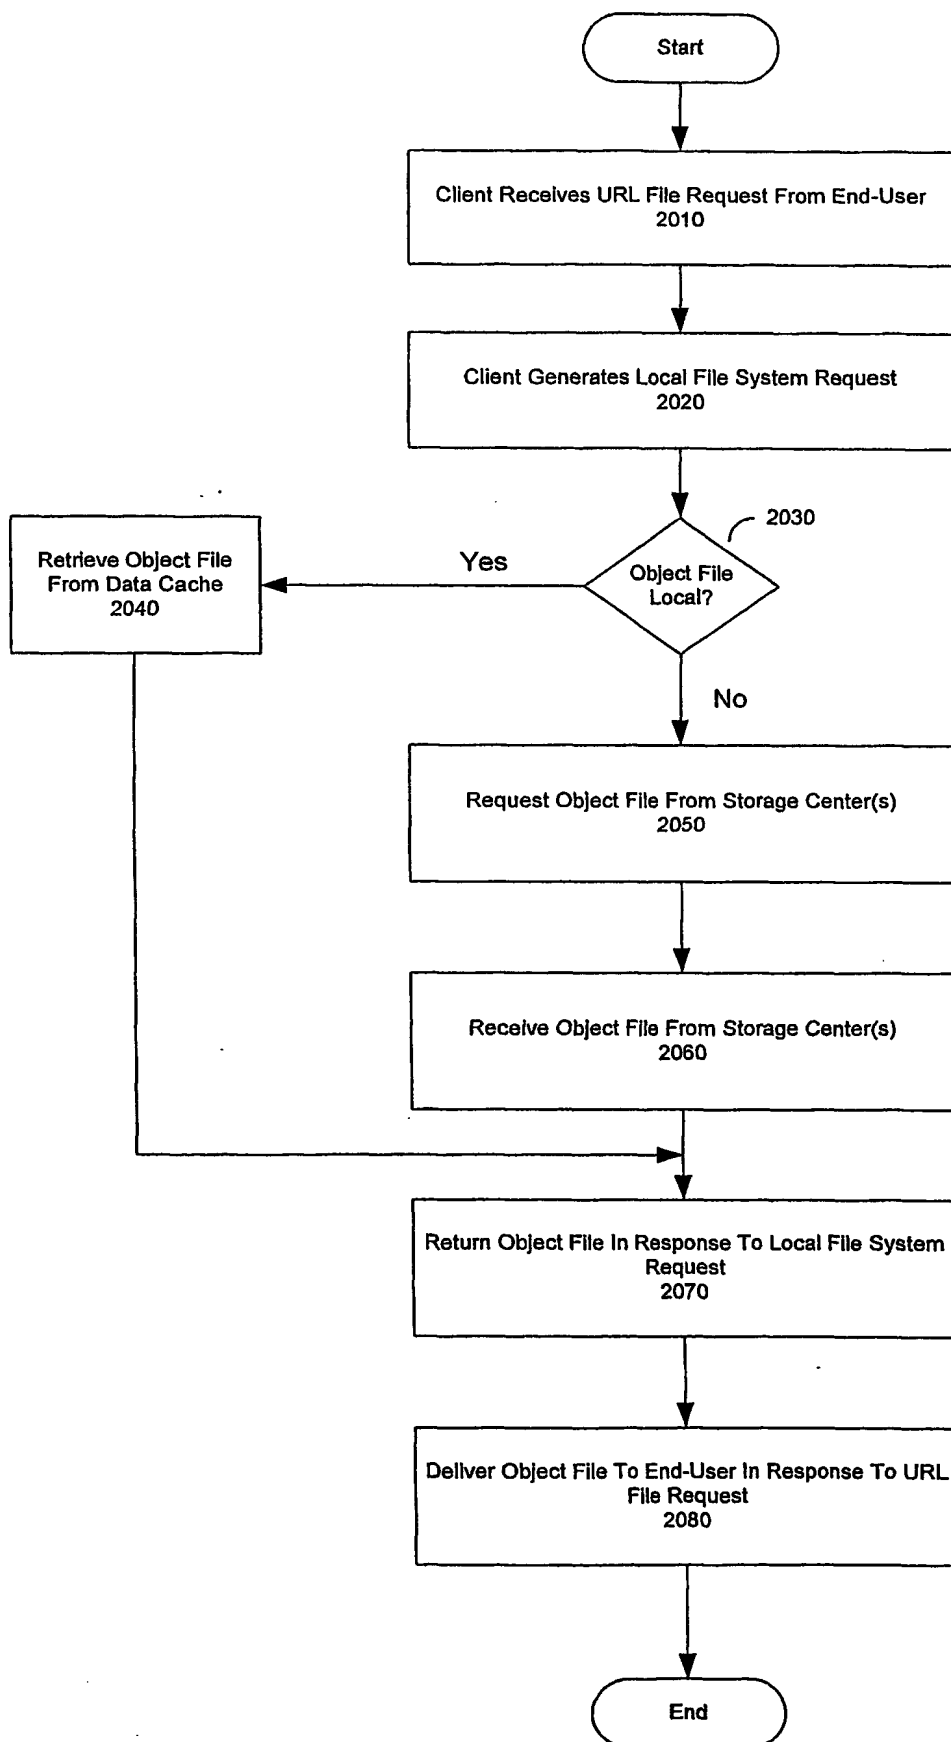 Start
Client Receives URL File Request From End-User
2010
Client Generates Local File System Request
2020
2030
Object File
Local?
Yes
Retrieve Object File
From Data Cache
2040
No
Request Object File From Storage Center(s)
2050
Receive Object File From Storage Center(s)
2060
Return Object File In Response To Local File System
Request
2070
Deliver Object File To End-User In Response To URL
File Request
2080
End